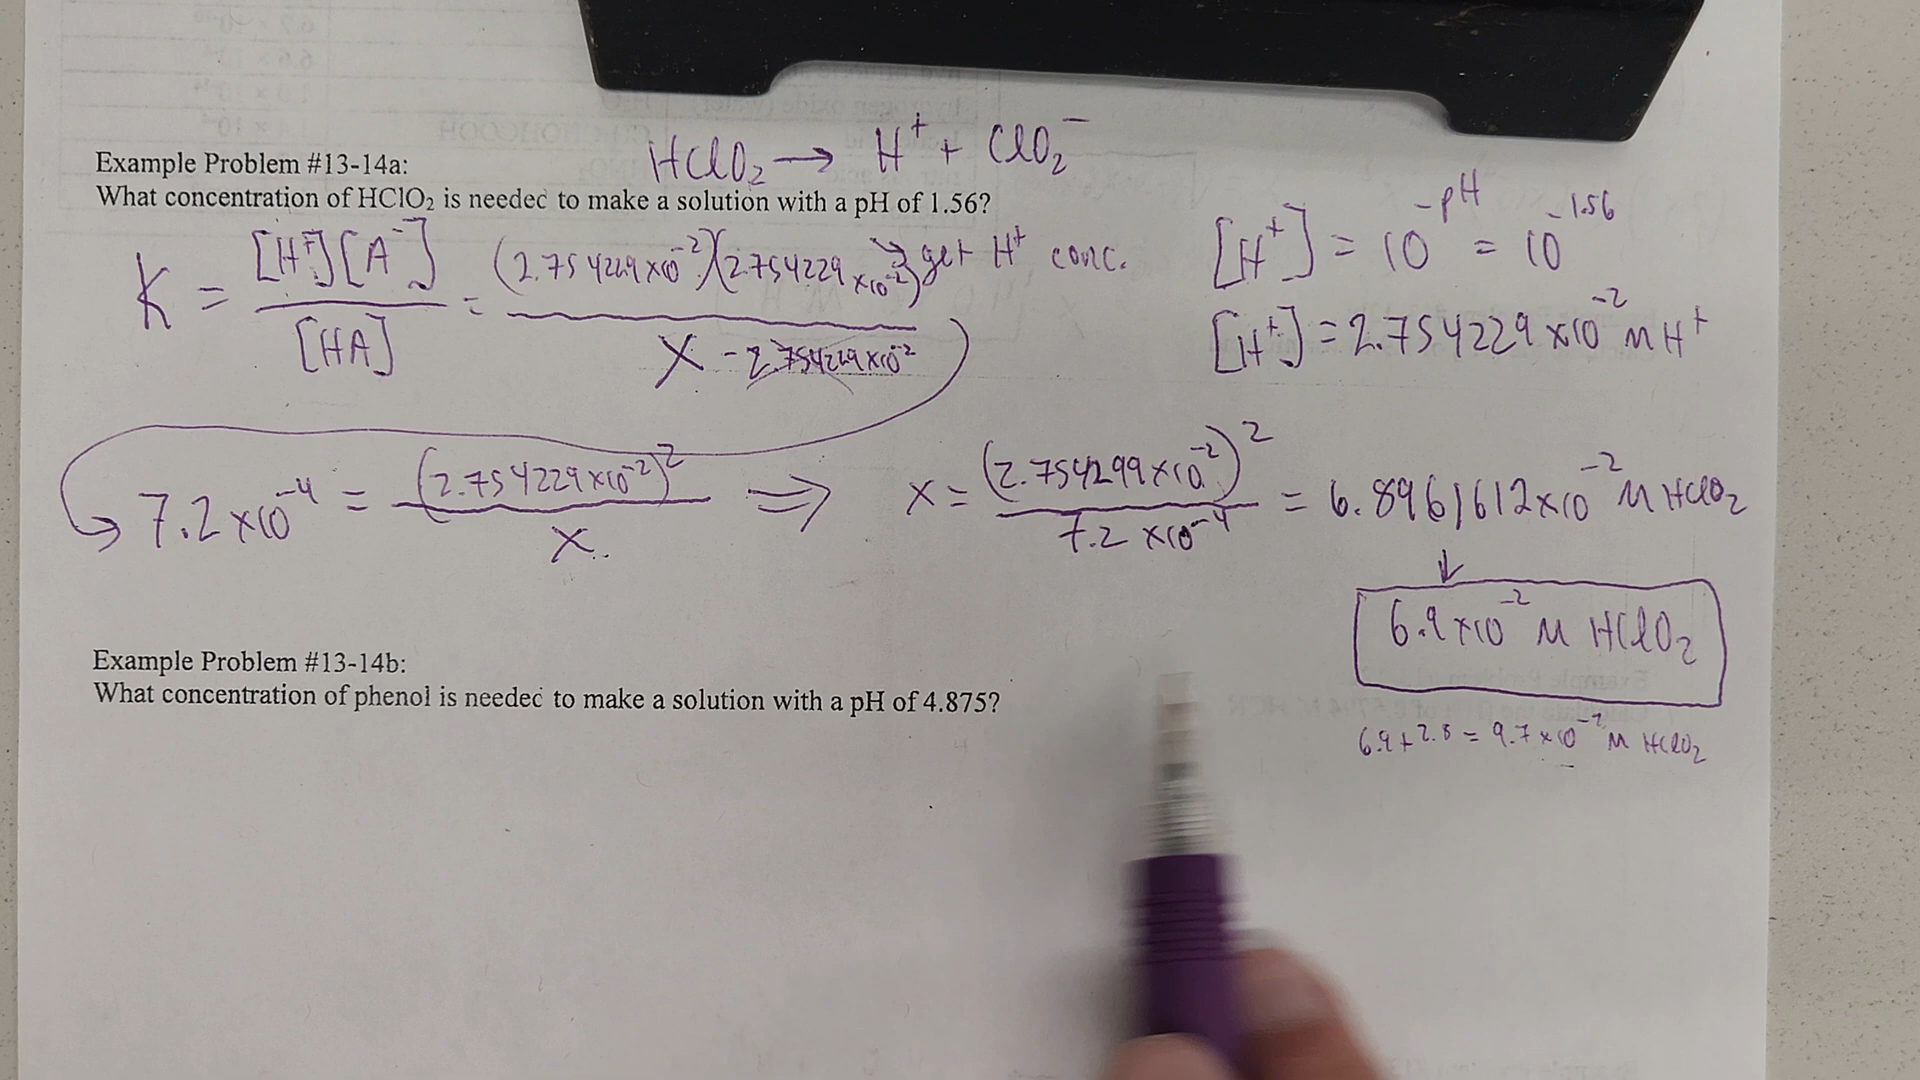 HClO₂ → H⁺ + ClO₂⁻
Example Problem #13-14a:
What concentration of HClO₂ is needed to make a solution with a pH of 1.56?
[H⁺] = 10^-pH = 10^-1.56
K = [H⁺][A⁻] / [HA] = (2.754229×10⁻²)(2.754229×10⁻²) / X - 2.754229×10⁻²
→ get H⁺ conc.
[H⁺] = 2.754229×10⁻² M H⁺
7.2×10⁻⁴ = (2.754229×10⁻²)² / X ⇒ X = (2.754299×10⁻²)² / 7.2×10⁻⁴ = 6.8961612×10⁻² M HClO₂
↓
6.9×10⁻² M HClO₂
6.9+2.8 = 9.7×10⁻² M HClO₂
Example Problem #13-14b:
What concentration of phenol is needed to make a solution with a pH of 4.875?